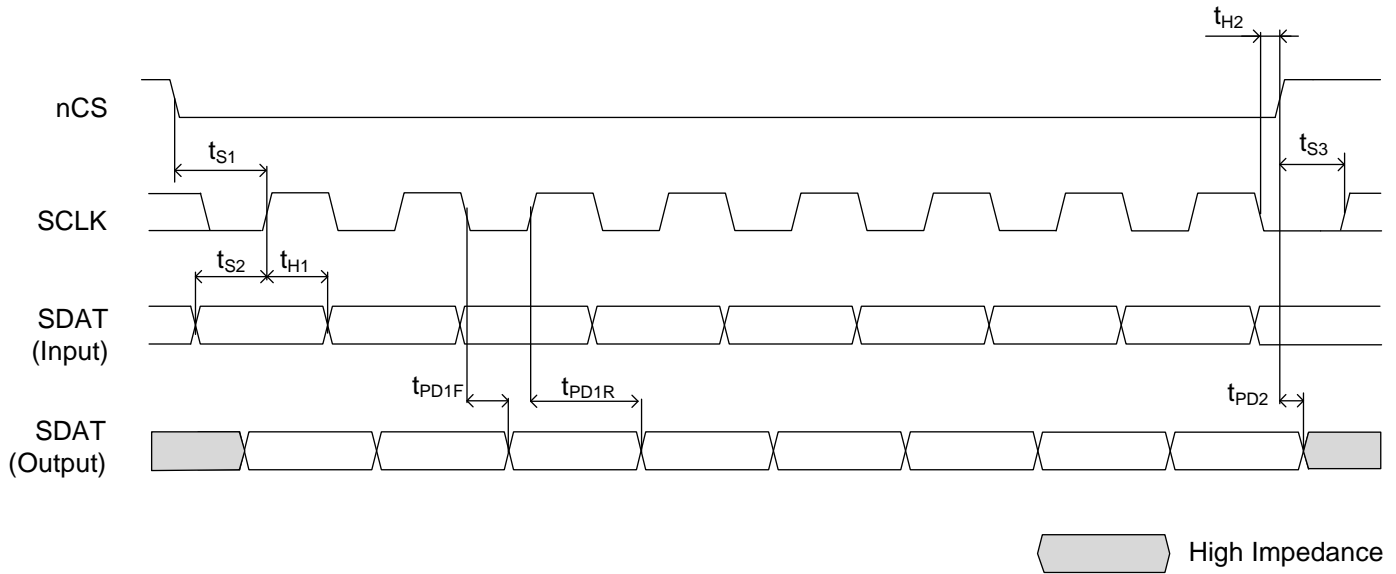 tH2
nCS
tS1
tS3
SCLK
tS2
tH1
SDAT
(Input)
tPD1F
tPD1R
tPD2
SDAT
(Output)
High Impedance